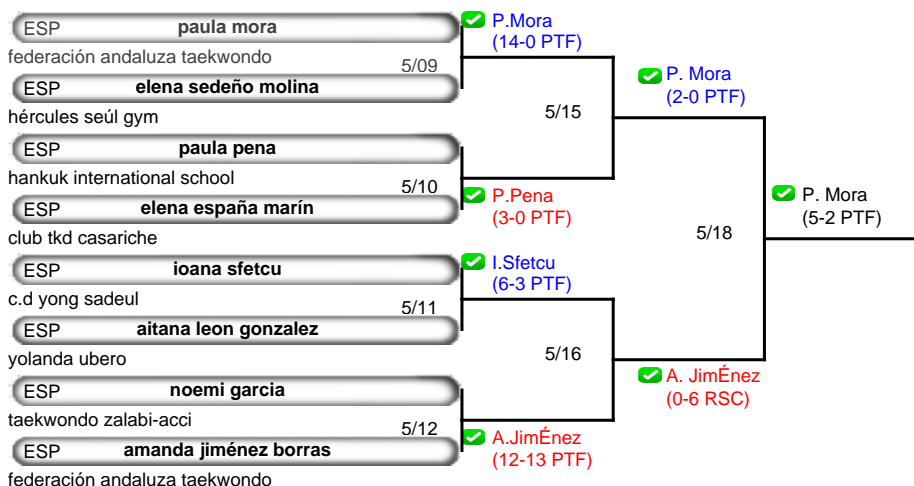 ESP paula mora
federación andaluza taekwondo
5/09
ESP elena sedeño molina
hércules seúl gym
ESP paula pena
hankuk international school
5/10
ESP elena españa marín
club tkd casariche
ESP ioana sfetcu
c.d yong sadeul
5/11
ESP aitana leon gonzalez
yolanda ubero
ESP noemi garcia
taekwondo zalabi-acci
5/12
ESP amanda jiménez borras
federación andaluza taekwondo
P.Mora
(14-0 PTF)
5/15
P.Pena
(3-0 PTF)
I.Sfetcu
(6-3 PTF)
5/16
A.JimÉnez
(12-13 PTF)
P. Mora
(2-0 PTF)
5/18
A. JimÉnez
(0-6 RSC)
P. Mora
(5-2 PTF)